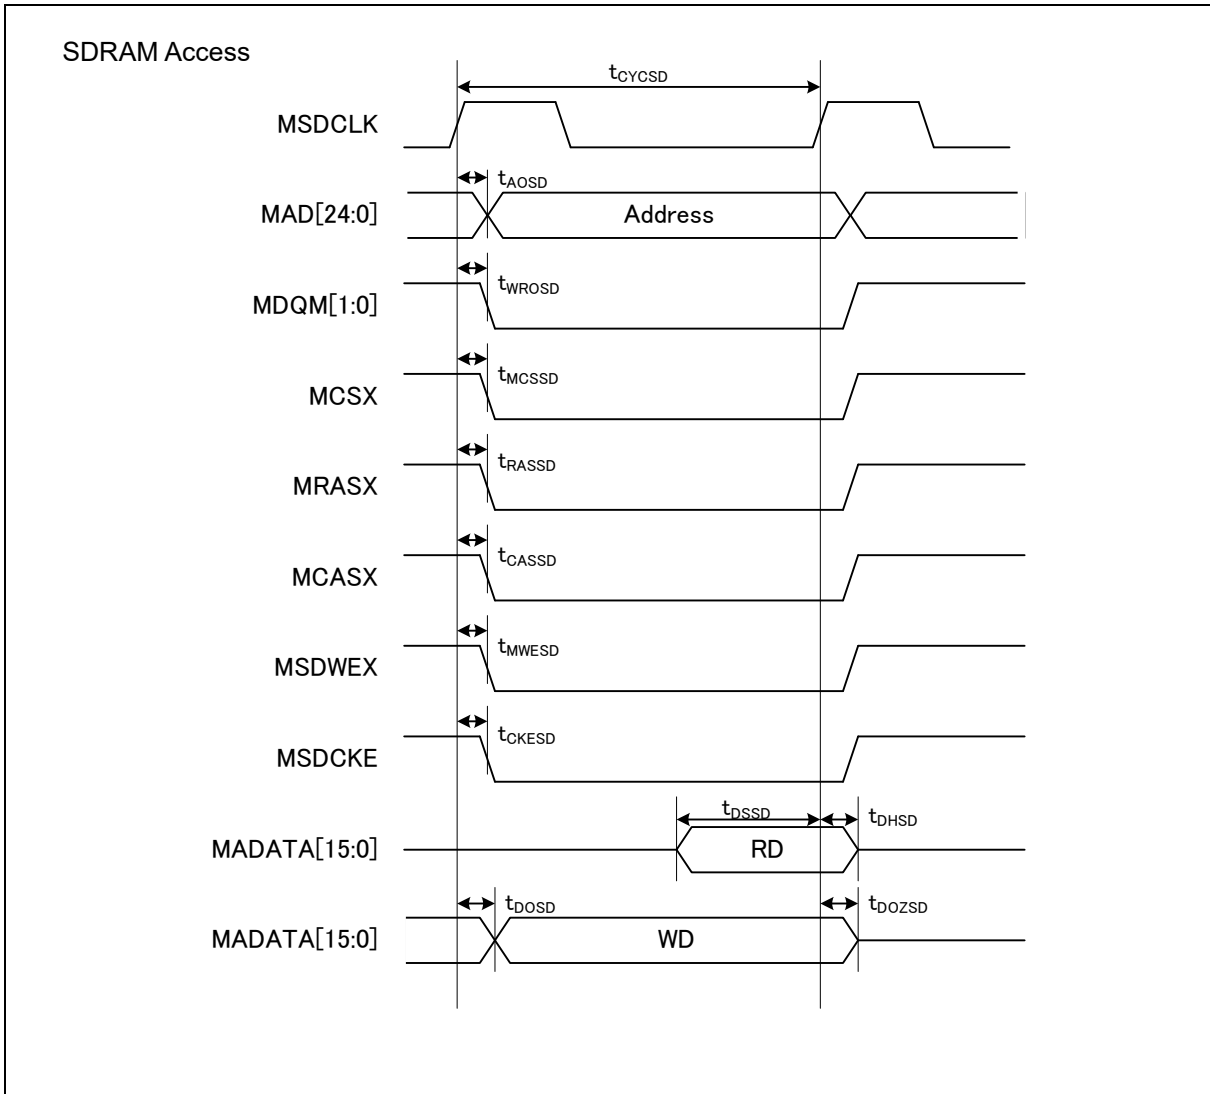 SDRAM Access
tCYCSD
MSDCLK
tAOSD
MAD[24:0]
Address
tWROSD
MDQM[1:0]
tMCSSD
MCSX
tRASSD
MRASX
tCASSD
MCASX
tMWESD
MSDWEX
tCKESD
MSDCKE
tDSSD
tDHSD
MADATA[15:0]
RD
tDOSD
tDOZSD
MADATA[15:0]
WD